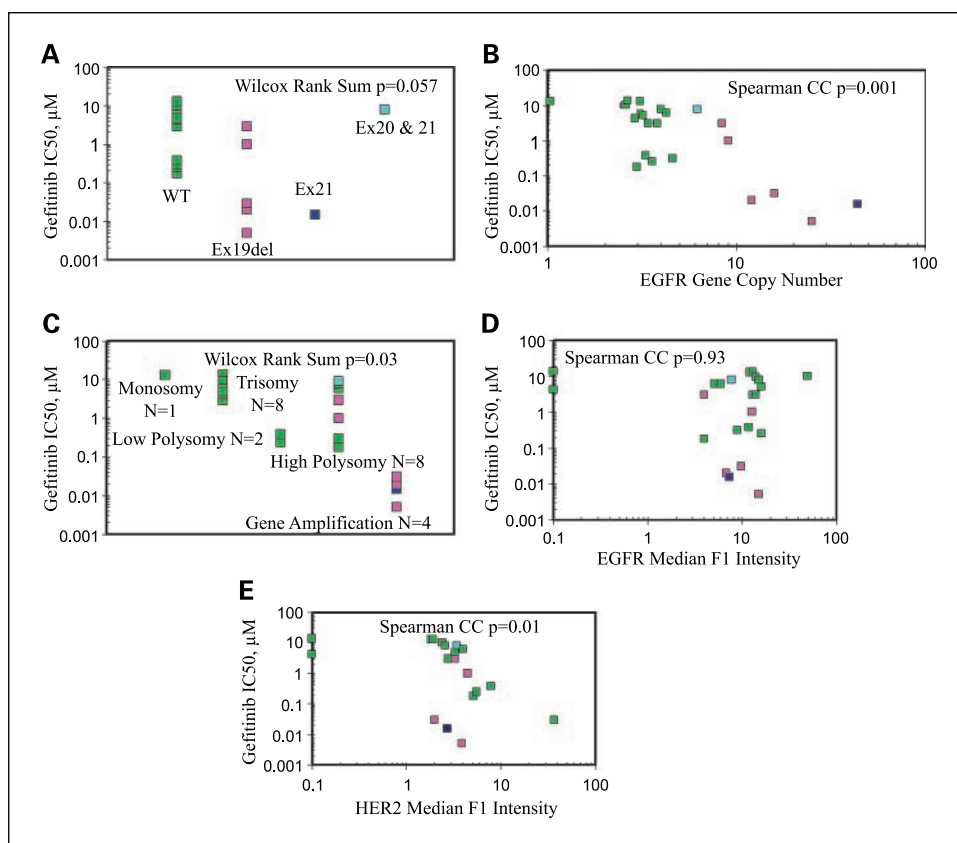 A
Gefitinib IC50, µM
100
10
1
0.1
0.01
0.001
Wilcox Rank Sum p=0.057
Ex20 & 21
WT
Ex21
Ex19del
B
Gefitinib IC50, µM
100
10
1
0.1
0.01
0.001
Spearman CC p=0.001
1
10
100
EGFR Gene Copy Number
C
Gefitinib IC50, µM
100
10
1
0.1
0.01
0.001
Wilcox Rank Sum p=0.03
Monosomy
N=1
Trisomy
N=8
Low Polysomy N=2
High Polysomy N=8
Gene Amplification N=4
D
Gefitinib IC50, µM
100
10
1
0.1
0.01
0.001
Spearman CC p=0.93
0.1
1
10
100
EGFR Median F1 Intensity
E
Gefitinib IC50, µM
100
10
1
0.1
0.01
0.001
Spearman CC p=0.01
0.1
1
10
100
HER2 Median F1 Intensity